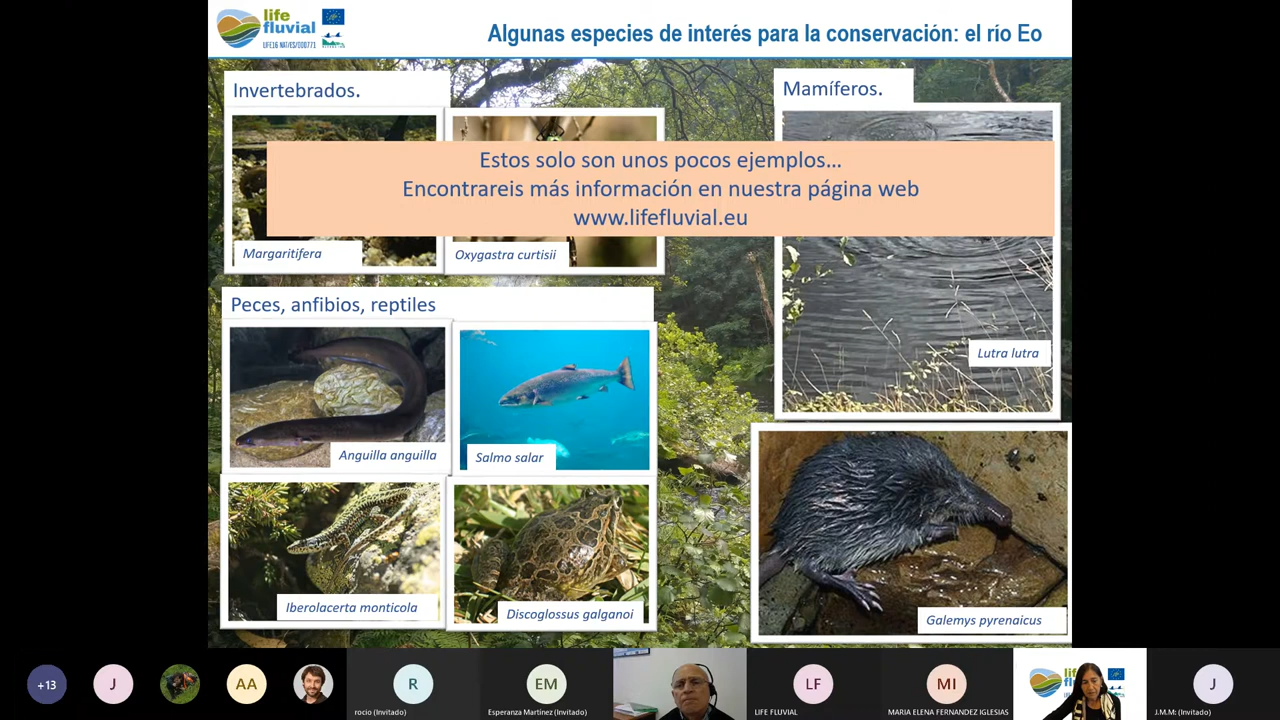 life
fluvial
LIFE16 NAT/ES/000771
Algunas especies de interés para la conservación: el río Eo
Invertebrados.
Mamíferos.
Estos solo son unos pocos ejemplos...
Encontrareis más información en nuestra página web
www.lifefluvial.eu
Margaritifera
Oxygastra curtisii
Peces, anfibios, reptiles
Lutra lutra
Anguilla anguilla
Salmo salar
Iberolacerta monticola
Discoglossus galganoi
Galemys pyrenaicus
+13
J
AA
R
EM
LF
MI
J
rocio (Invitado)
Esperanza Martínez (Invitado)
LIFE FLUVIAL
MARIA ELENA FERNANDEZ IGLESIAS
J.M.M: (Invitado)